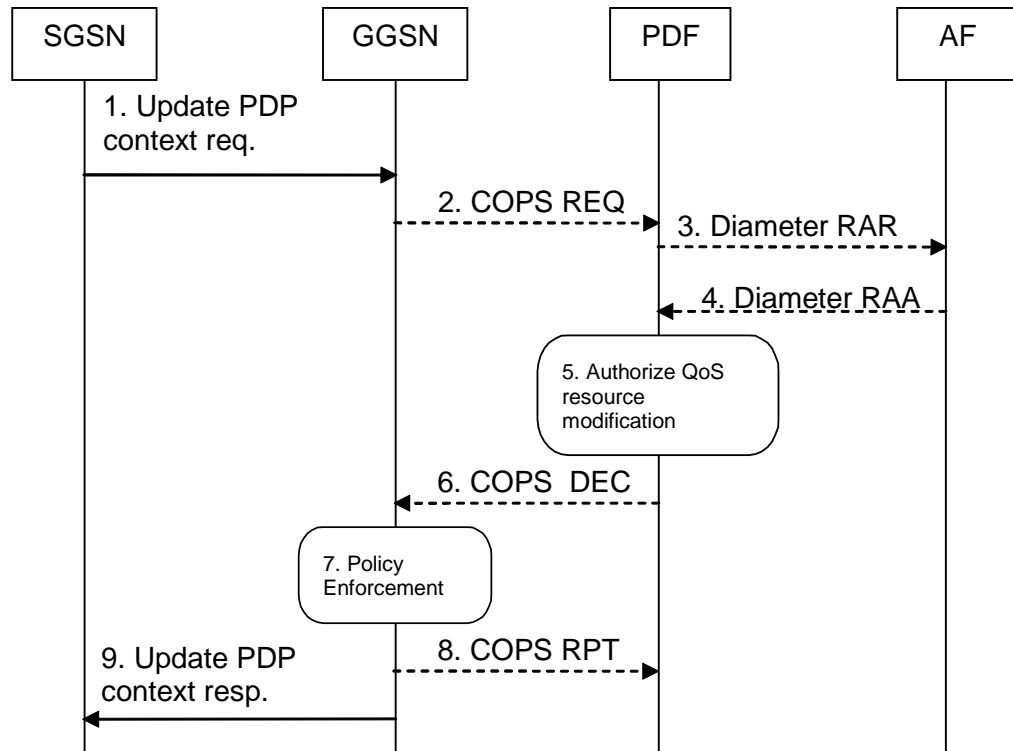 SGSN
GGSN
PDF
AF
1. Update PDP
context req.
2. COPS REQ
3. Diameter RAR
4. Diameter RAA
5. Authorize QoS
resource
modification
6. COPS  DEC
7. Policy
Enforcement
8. COPS RPT
9. Update PDP
context resp.